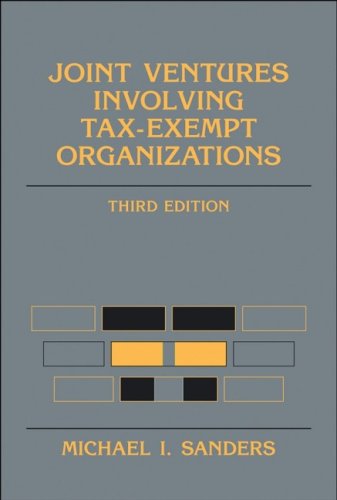 JOINT VENTURES
INVOLVING
TAX-EXEMPT
ORGANIZATIONS
THIRD EDITION
MICHAEL I. SANDERS